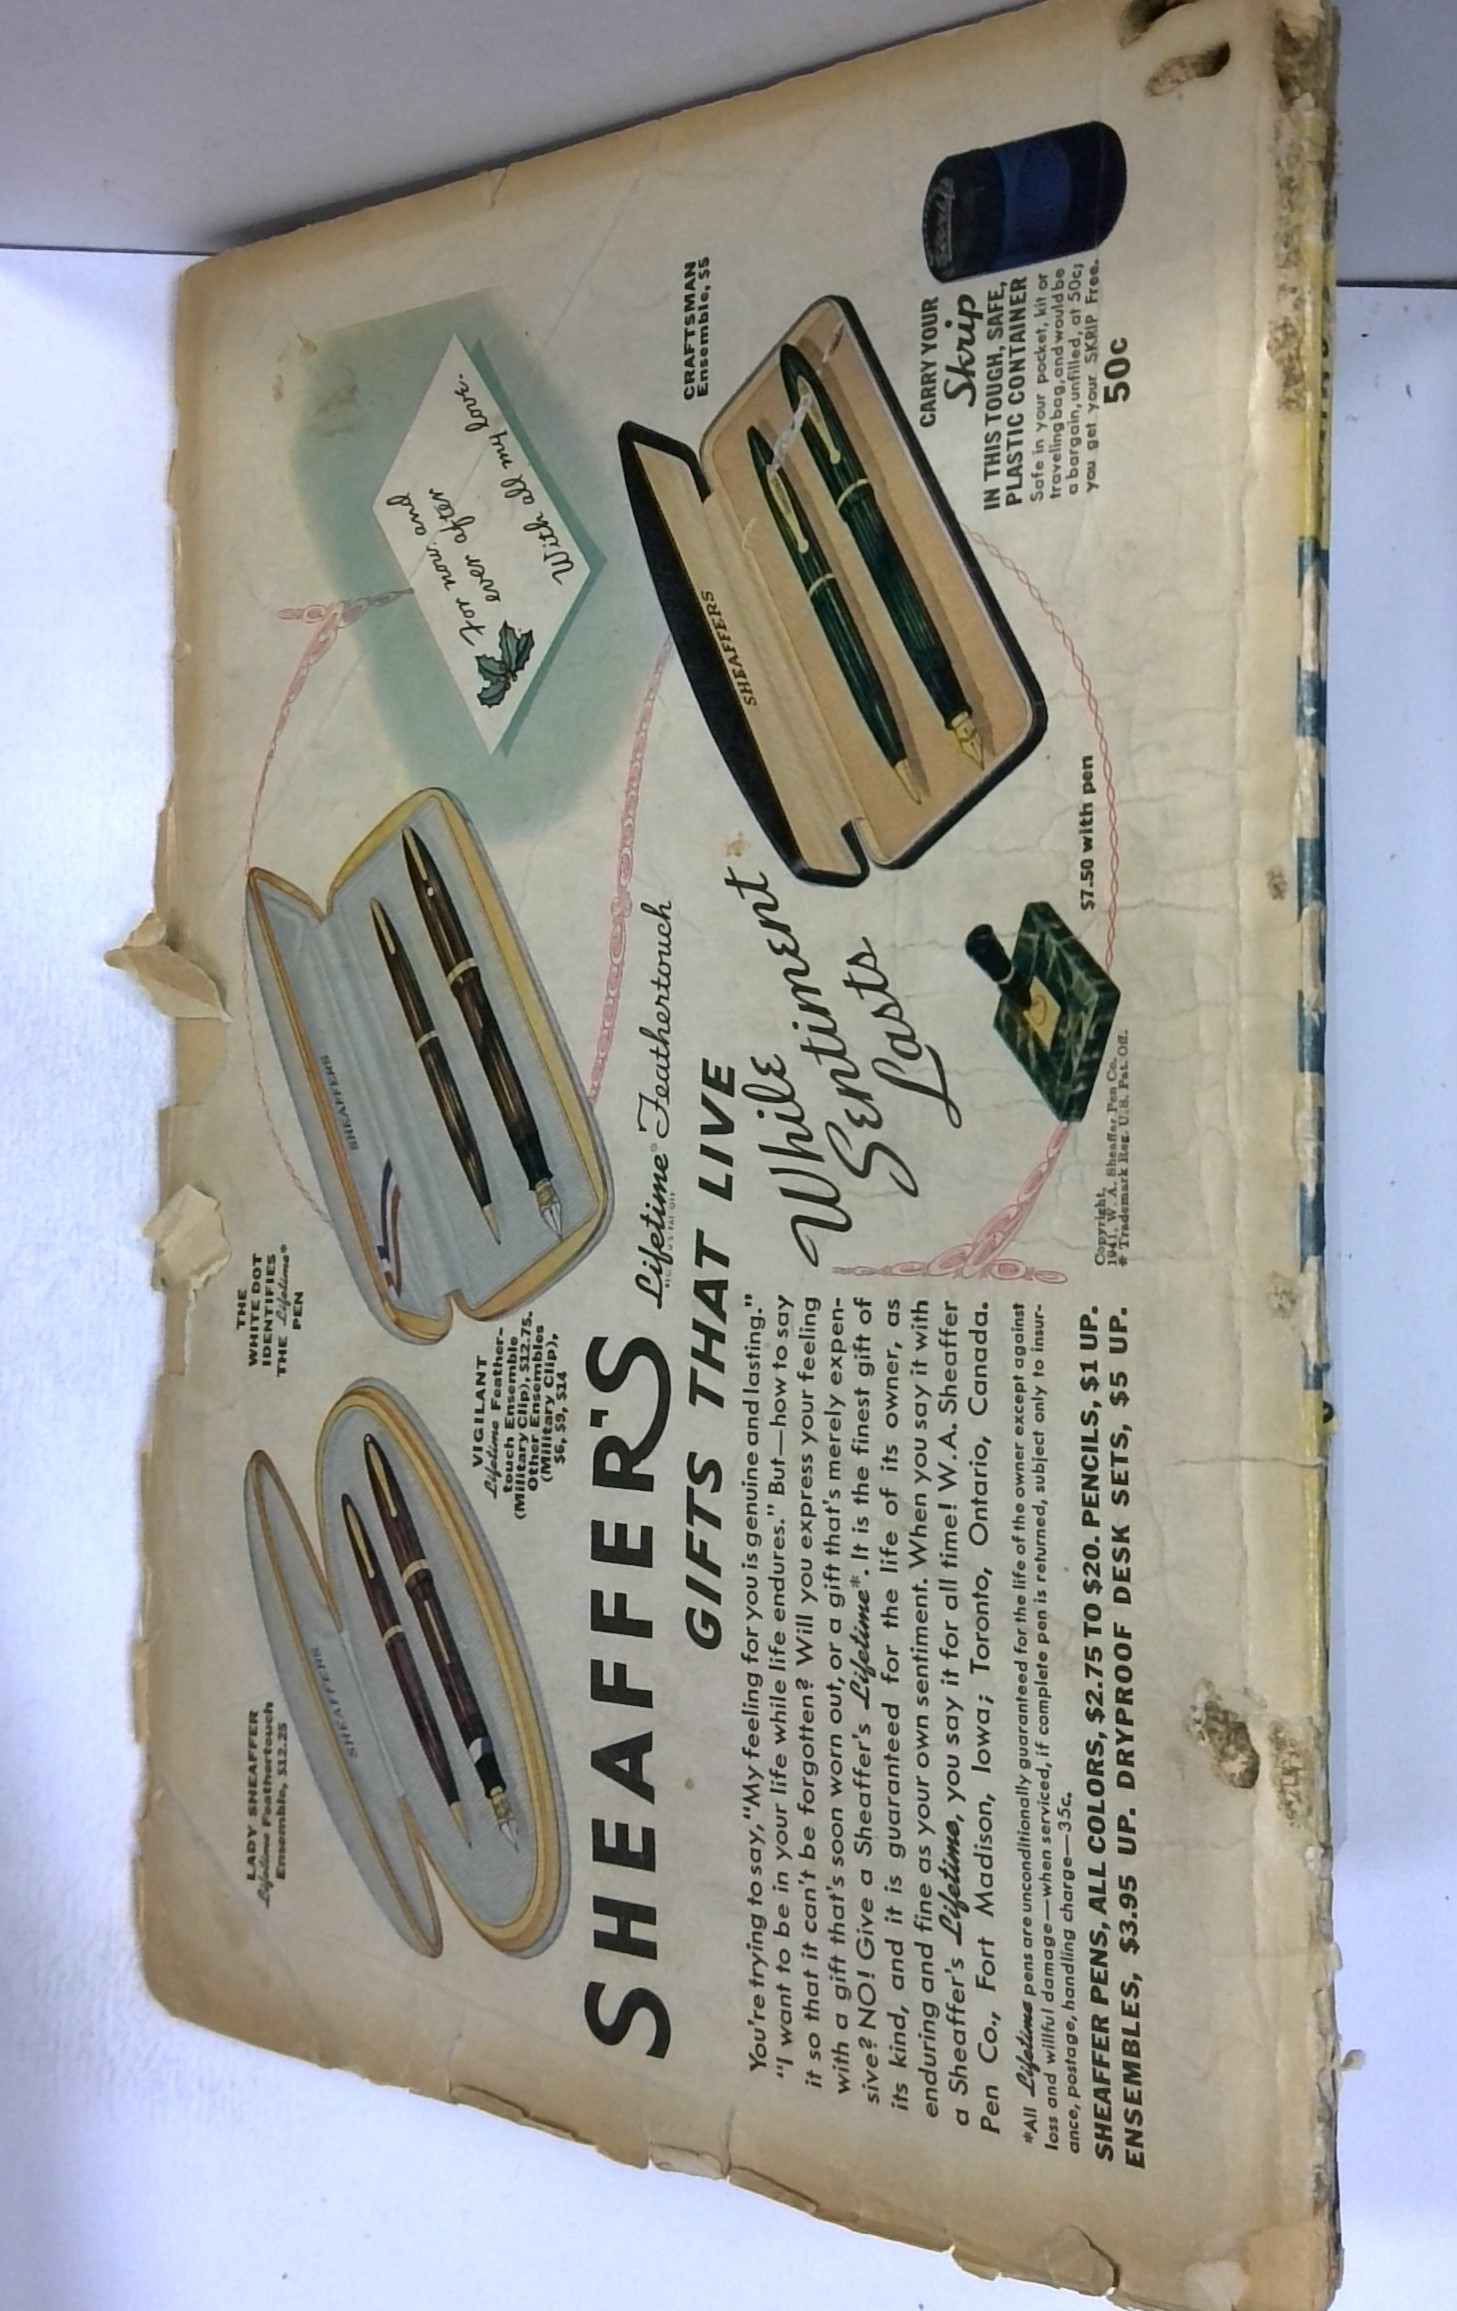 LADY SHEAFFER
Lifetime Feathertouch
Ensemble, $12.25
THE
WHITE DOT
IDENTIFIES
THE Lifetime*
PEN
SHEAFFERS
SHEAFFERS
VIGILANT
Lifetime Feather-
touch Ensemble
(Military Clip), $12.75.
Other Ensembles
(Military Clip),
$6, $9, $14
For now, and
ever after
With all my love.
SHEAFFER'S Lifetime* Feathertouch
GIFTS THAT LIVE
While
Sentiment
Lasts
CRAFTSMAN
Ensemble, $5
SHEAFFERS
You're trying to say, "My feeling for you is genuine and lasting."
"I want to be in your life while life endures." But—how to say
it so that it can't be forgotten? Will you express your feeling
with a gift that's soon worn out, or a gift that's merely expen-
sive? NO! Give a Sheaffer's Lifetime*. It is the finest gift of
its kind, and it is guaranteed for the life of its owner, as
enduring and fine as your own sentiment. When you say it with
a Sheaffer's Lifetime, you say it for all time! W. A. Sheaffer
Pen Co., Fort Madison, Iowa; Toronto, Ontario, Canada.
*All Lifetime pens are unconditionally guaranteed for the life of the owner except against
loss and willful damage—when serviced, if complete pen is returned, subject only to insur-
ance, postage, handling charge—35c.
SHEAFFER PENS, ALL COLORS, $2.75 TO $20. PENCILS, $1 UP.
ENSEMBLES, $3.95 UP. DRYPROOF DESK SETS, $5 UP.
Copyright,
1941, W. A. Sheaffer Pen Co.
* Trademark Reg. U.S. Pat. Off.
$7.50 with pen
CARRY YOUR
Skrip
IN THIS TOUGH, SAFE,
PLASTIC CONTAINER
Safe in your pocket, kit or
traveling bag, and would be
a bargain, unfilled, at 50c;
you get your SKRIP Free.
50c